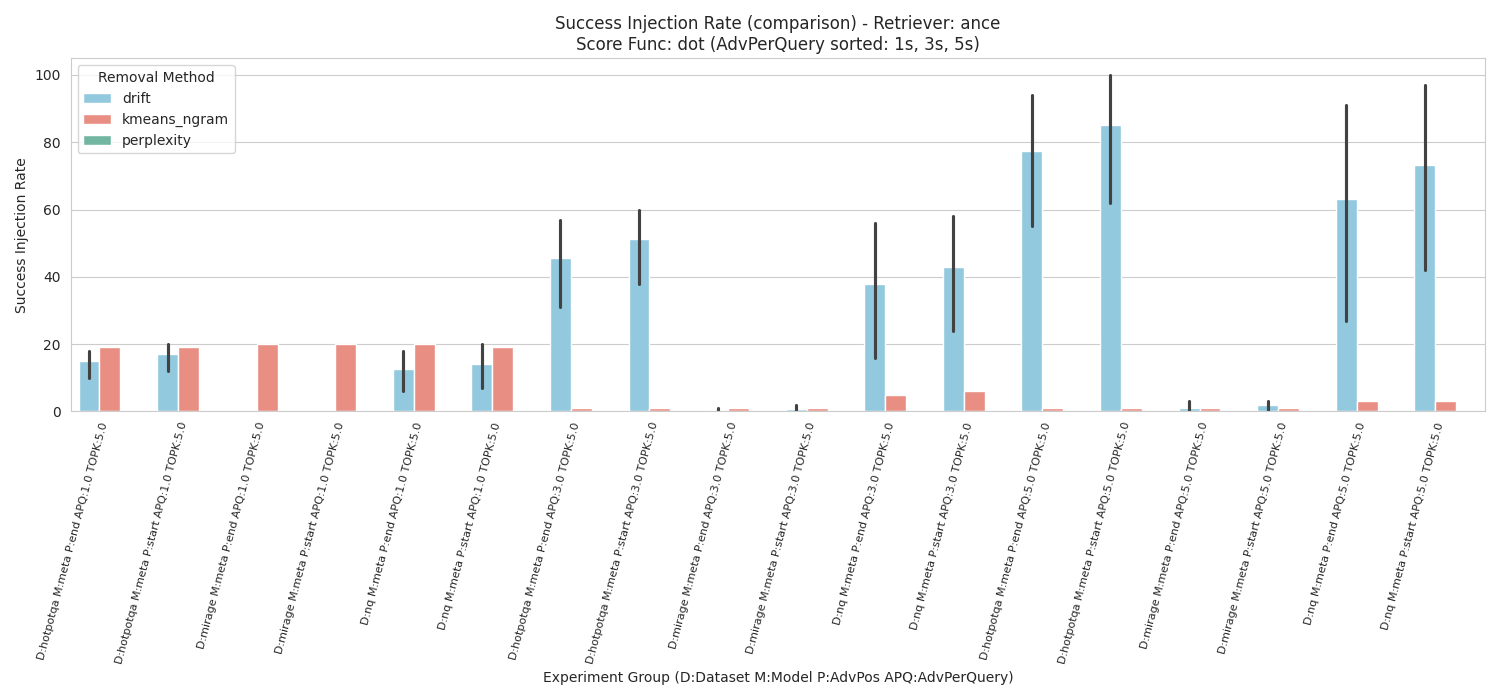 Success Injection Rate (comparison) - Retriever: ance
Score Func: dot (AdvPerQuery sorted: 1s, 3s, 5s)
Removal Method
drift
kmeans_ngram
perplexity
Success Injection Rate
100
80
60
40
20
0
D:hotpotqa M:meta P:end APQ:1.0 TOPK:5.0
D:hotpotqa M:meta P:start APQ:1.0 TOPK:5.0
D:mirage M:meta P:end APQ:1.0 TOPK:5.0
D:mirage M:meta P:start APQ:1.0 TOPK:5.0
D:nq M:meta P:end APQ:1.0 TOPK:5.0
D:nq M:meta P:start APQ:1.0 TOPK:5.0
D:hotpotqa M:meta P:end APQ:3.0 TOPK:5.0
D:hotpotqa M:meta P:start APQ:3.0 TOPK:5.0
D:mirage M:meta P:end APQ:3.0 TOPK:5.0
D:mirage M:meta P:start APQ:3.0 TOPK:5.0
D:nq M:meta P:end APQ:3.0 TOPK:5.0
D:nq M:meta P:start APQ:3.0 TOPK:5.0
D:hotpotqa M:meta P:end APQ:5.0 TOPK:5.0
D:hotpotqa M:meta P:start APQ:5.0 TOPK:5.0
D:mirage M:meta P:end APQ:5.0 TOPK:5.0
D:mirage M:meta P:start APQ:5.0 TOPK:5.0
D:nq M:meta P:end APQ:5.0 TOPK:5.0
D:nq M:meta P:start APQ:5.0 TOPK:5.0
Experiment Group (D:Dataset M:Model P:AdvPos APQ:AdvPerQuery)